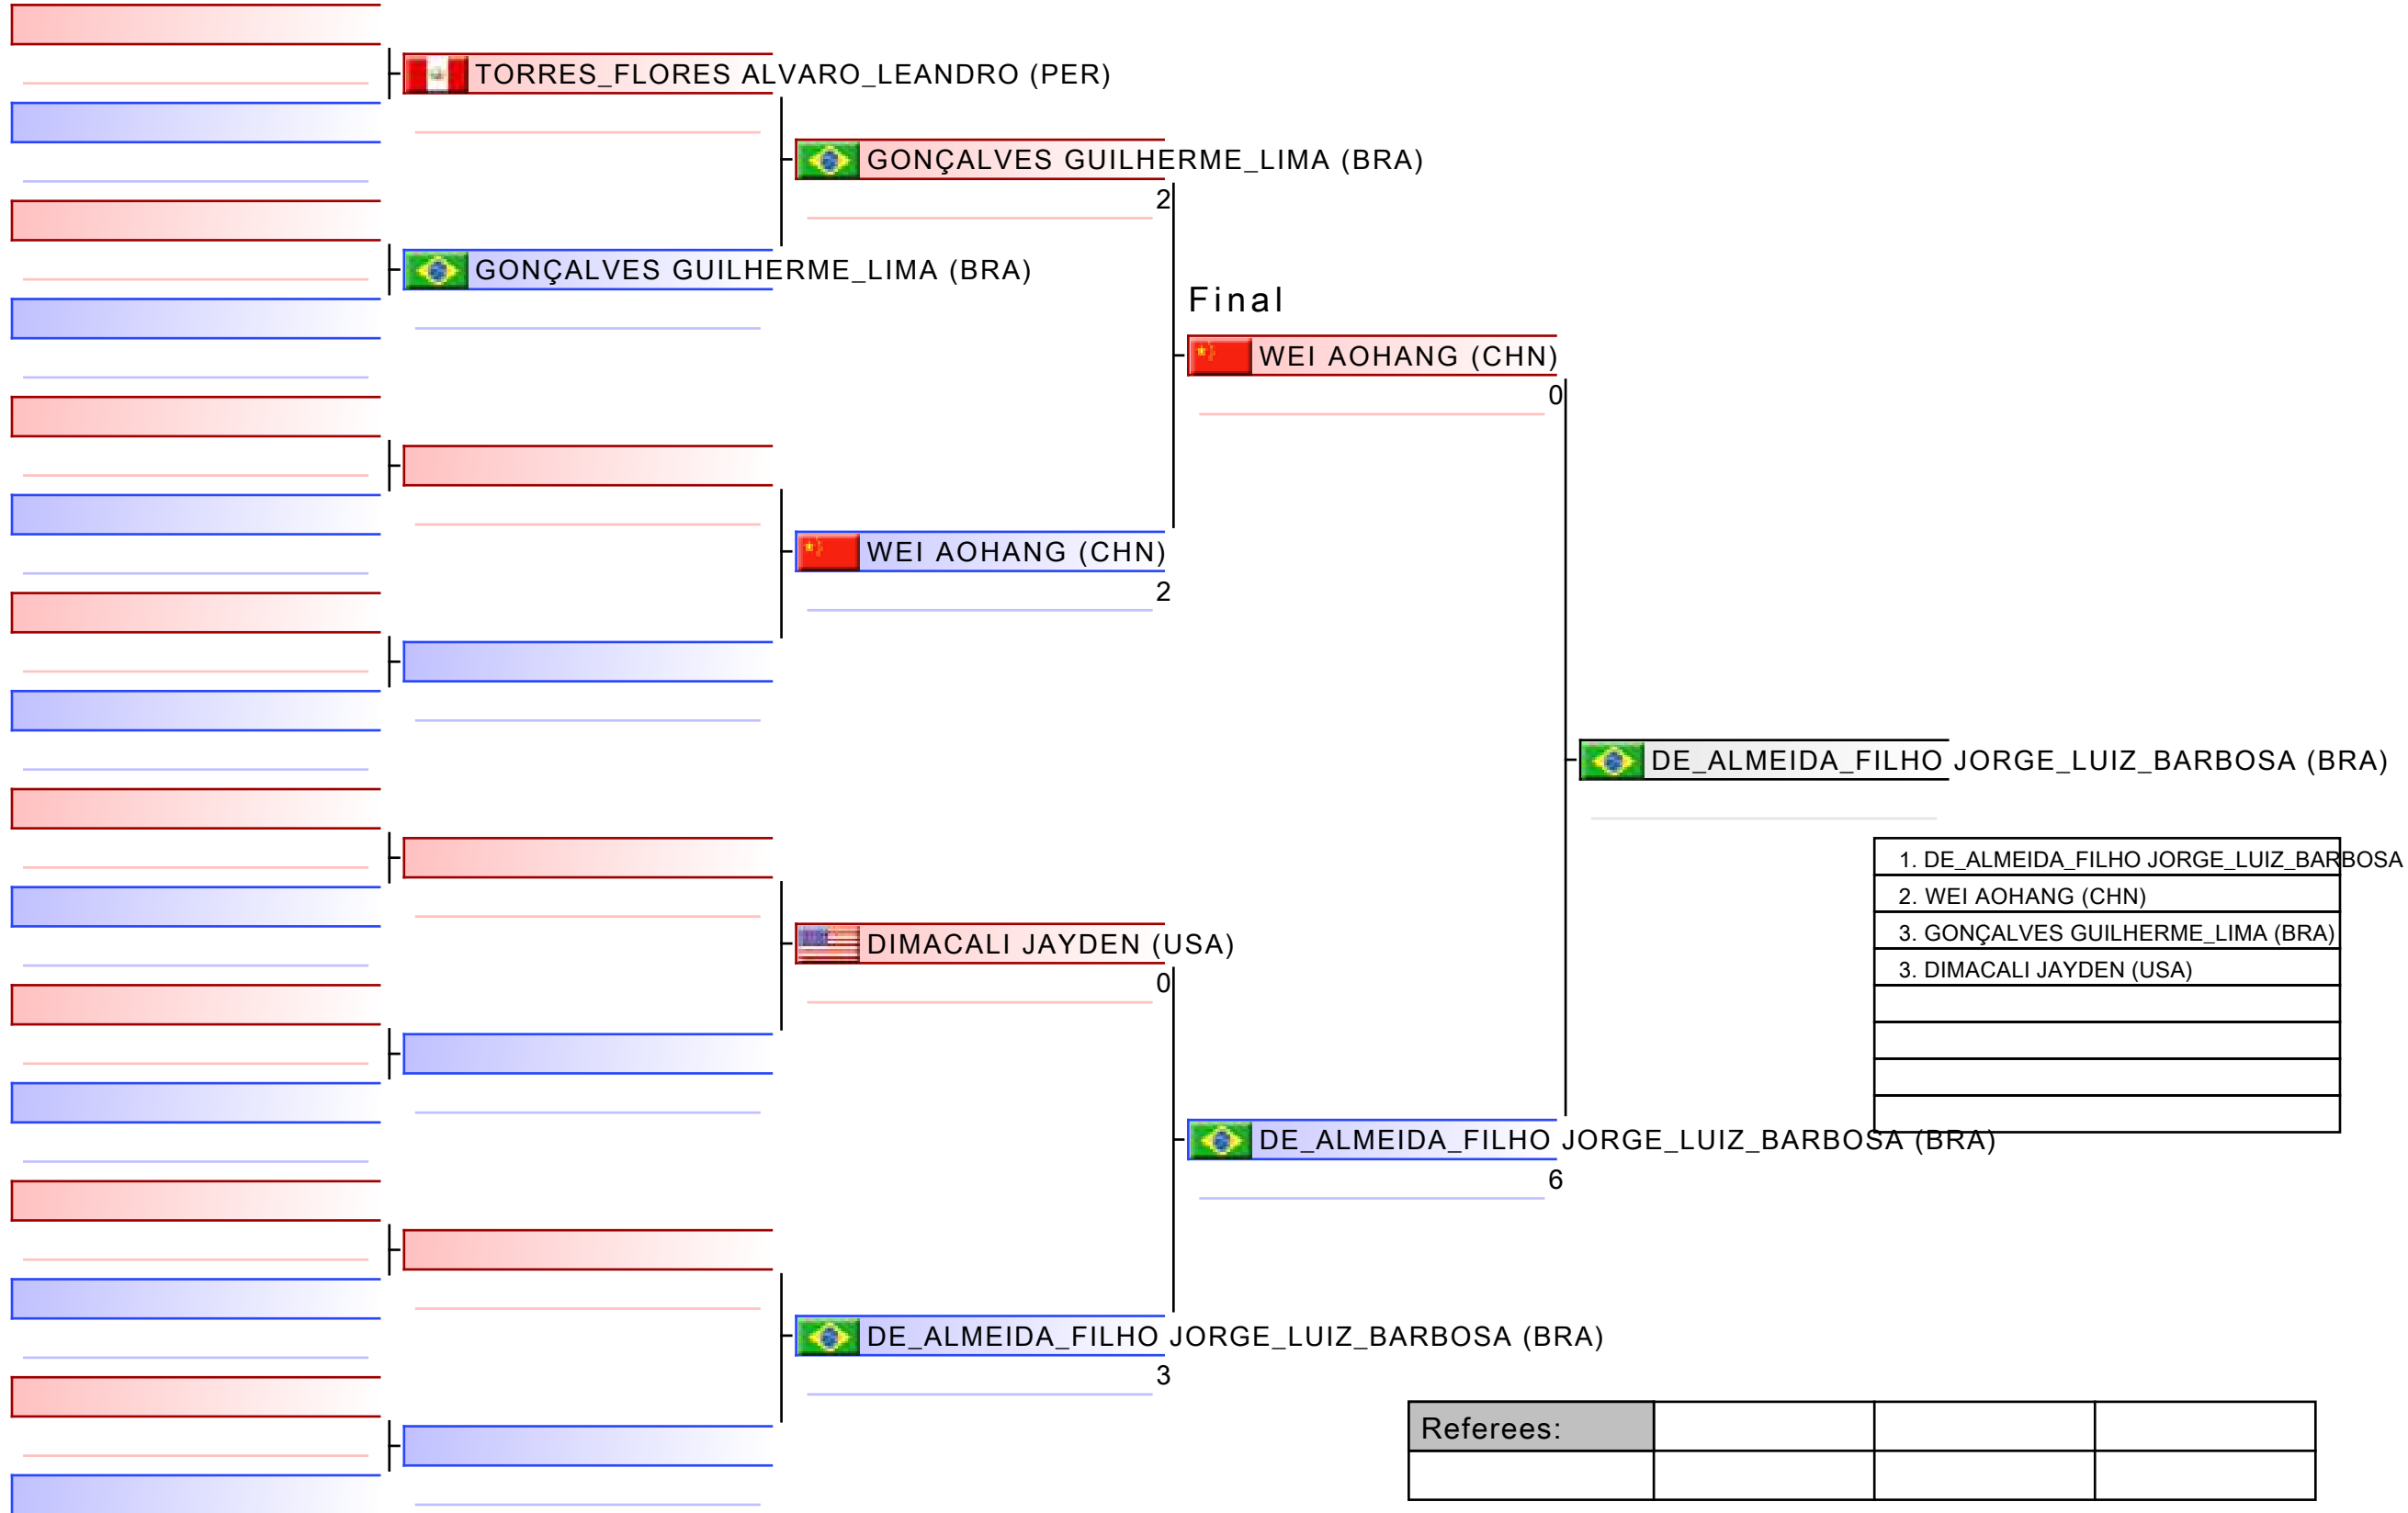 TORRES_FLORES ALVARO_LEANDRO (PER)
GONÇALVES GUILHERME_LIMA (BRA)
2
GONÇALVES GUILHERME_LIMA (BRA)
Final
WEI AOHANG (CHN)
0
WEI AOHANG (CHN)
2
DE_ALMEIDA_FILHO JORGE_LUIZ_BARBOSA (BRA)
1. DE_ALMEIDA_FILHO JORGE_LUIZ_BARBOSA
2. WEI AOHANG (CHN)
3. GONÇALVES GUILHERME_LIMA (BRA)
3. DIMACALI JAYDEN (USA)
DIMACALI JAYDEN (USA)
0
DE_ALMEIDA_FILHO JORGE_LUIZ_BARBOSA (BRA)
6
DE_ALMEIDA_FILHO JORGE_LUIZ_BARBOSA (BRA)
3
Referees: